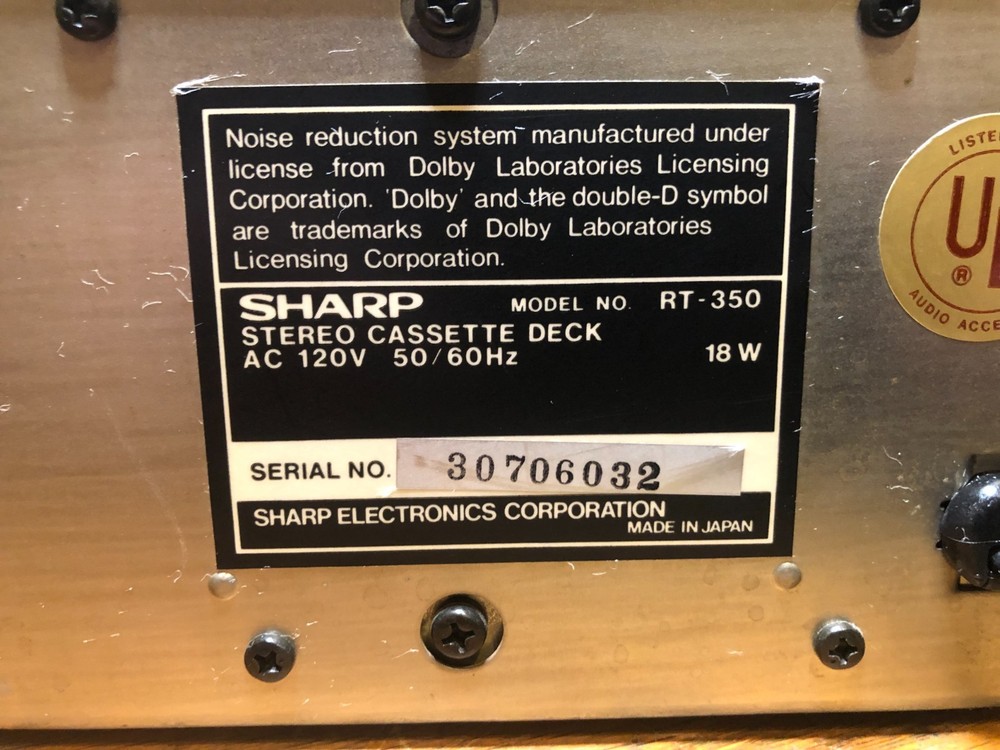 Noise reduction system manufactured under
license from Dolby Laboratories Licensing
Corporation. 'Dolby' and the double-D symbol
are trademarks of Dolby Laboratories
Licensing Corporation.
SHARP MODEL NO. RT-350
STEREO CASSETTE DECK
AC 120V 50/60Hz 18 W
SERIAL NO. 30706032
SHARP ELECTRONICS CORPORATION
MADE IN JAPAN
U
®
AUDIO